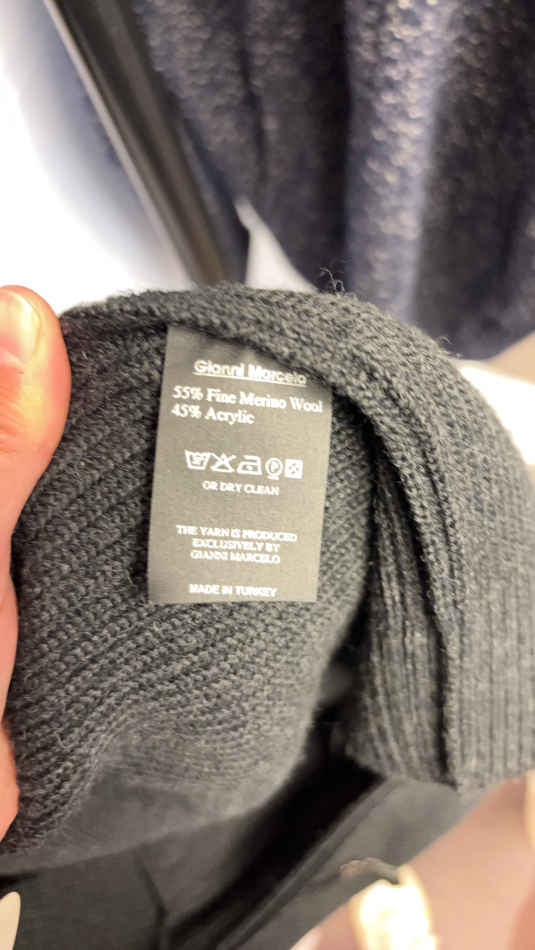 Gianni Marcelo
55% Fine Merino Wool
45% Acrylic
OR DRY CLEAN
THE YARN IS PRODUCED
EXCLUSIVELY BY
GIANNI MARCELO
MADE IN TURKEY